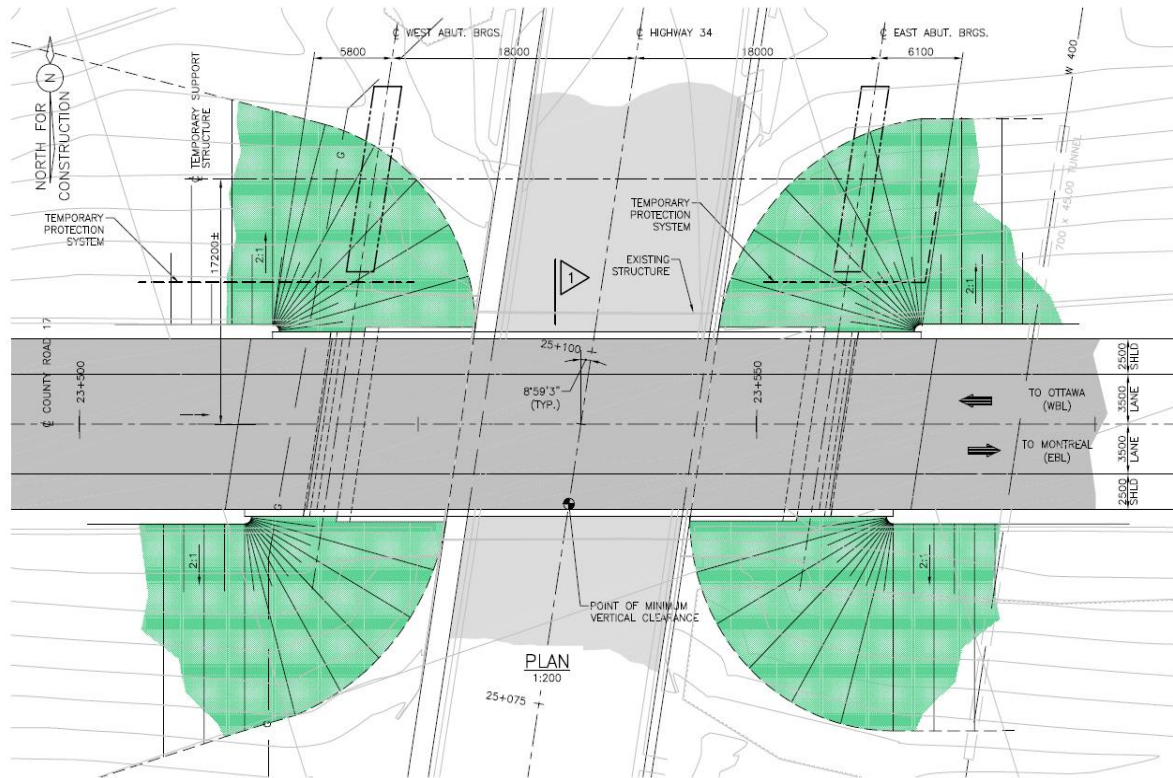 ℄ WEST ABUT. BRGS.
℄ HIGHWAY 34
℄ EAST ABUT. BRGS.
5800
18000
18000
6100
W 400
N
NORTH FOR
CONSTRUCTION
℄ TEMPORARY SUPPORT
STRUCTURE
TEMPORARY
PROTECTION
SYSTEM
17200±
2:1
G
TEMPORARY
PROTECTION
SYSTEM
EXISTING
STRUCTURE
1
2:1
700 x 45.00 TUNNEL
℄ COUNTY ROAD 17
23+500
25+100
8°59'3"
(TYP.)
23+550
TO OTTAWA
(WBL)
TO MONTREAL
(EBL)
2500
SHLD
3500
LANE
3500
LANE
2500
SHLD
G
2:1
2:1
POINT OF MINIMUM
VERTICAL CLEARANCE
PLAN
1:200
25+075
G